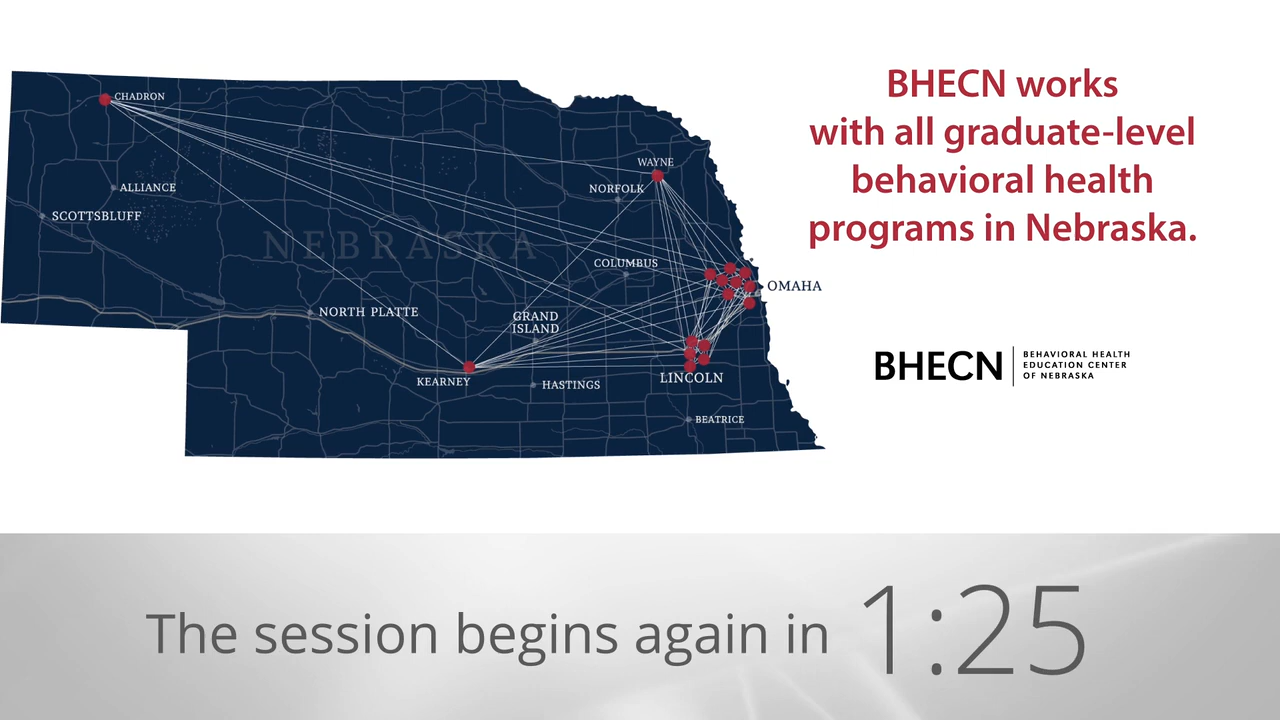 BHECN works
with all graduate-level
behavioral health
programs in Nebraska.
CHADRON
WAYNE
ALLIANCE
NORFOLK
SCOTTSBLUFF
NEBRASKA
COLUMBUS
OMAHA
NORTH PLATTE
GRAND
ISLAND
KEARNEY
HASTINGS
LINCOLN
BEATRICE
BHECN
BEHAVIORAL HEALTH
EDUCATION CENTER
OF NEBRASKA
The session begins again in 1:25